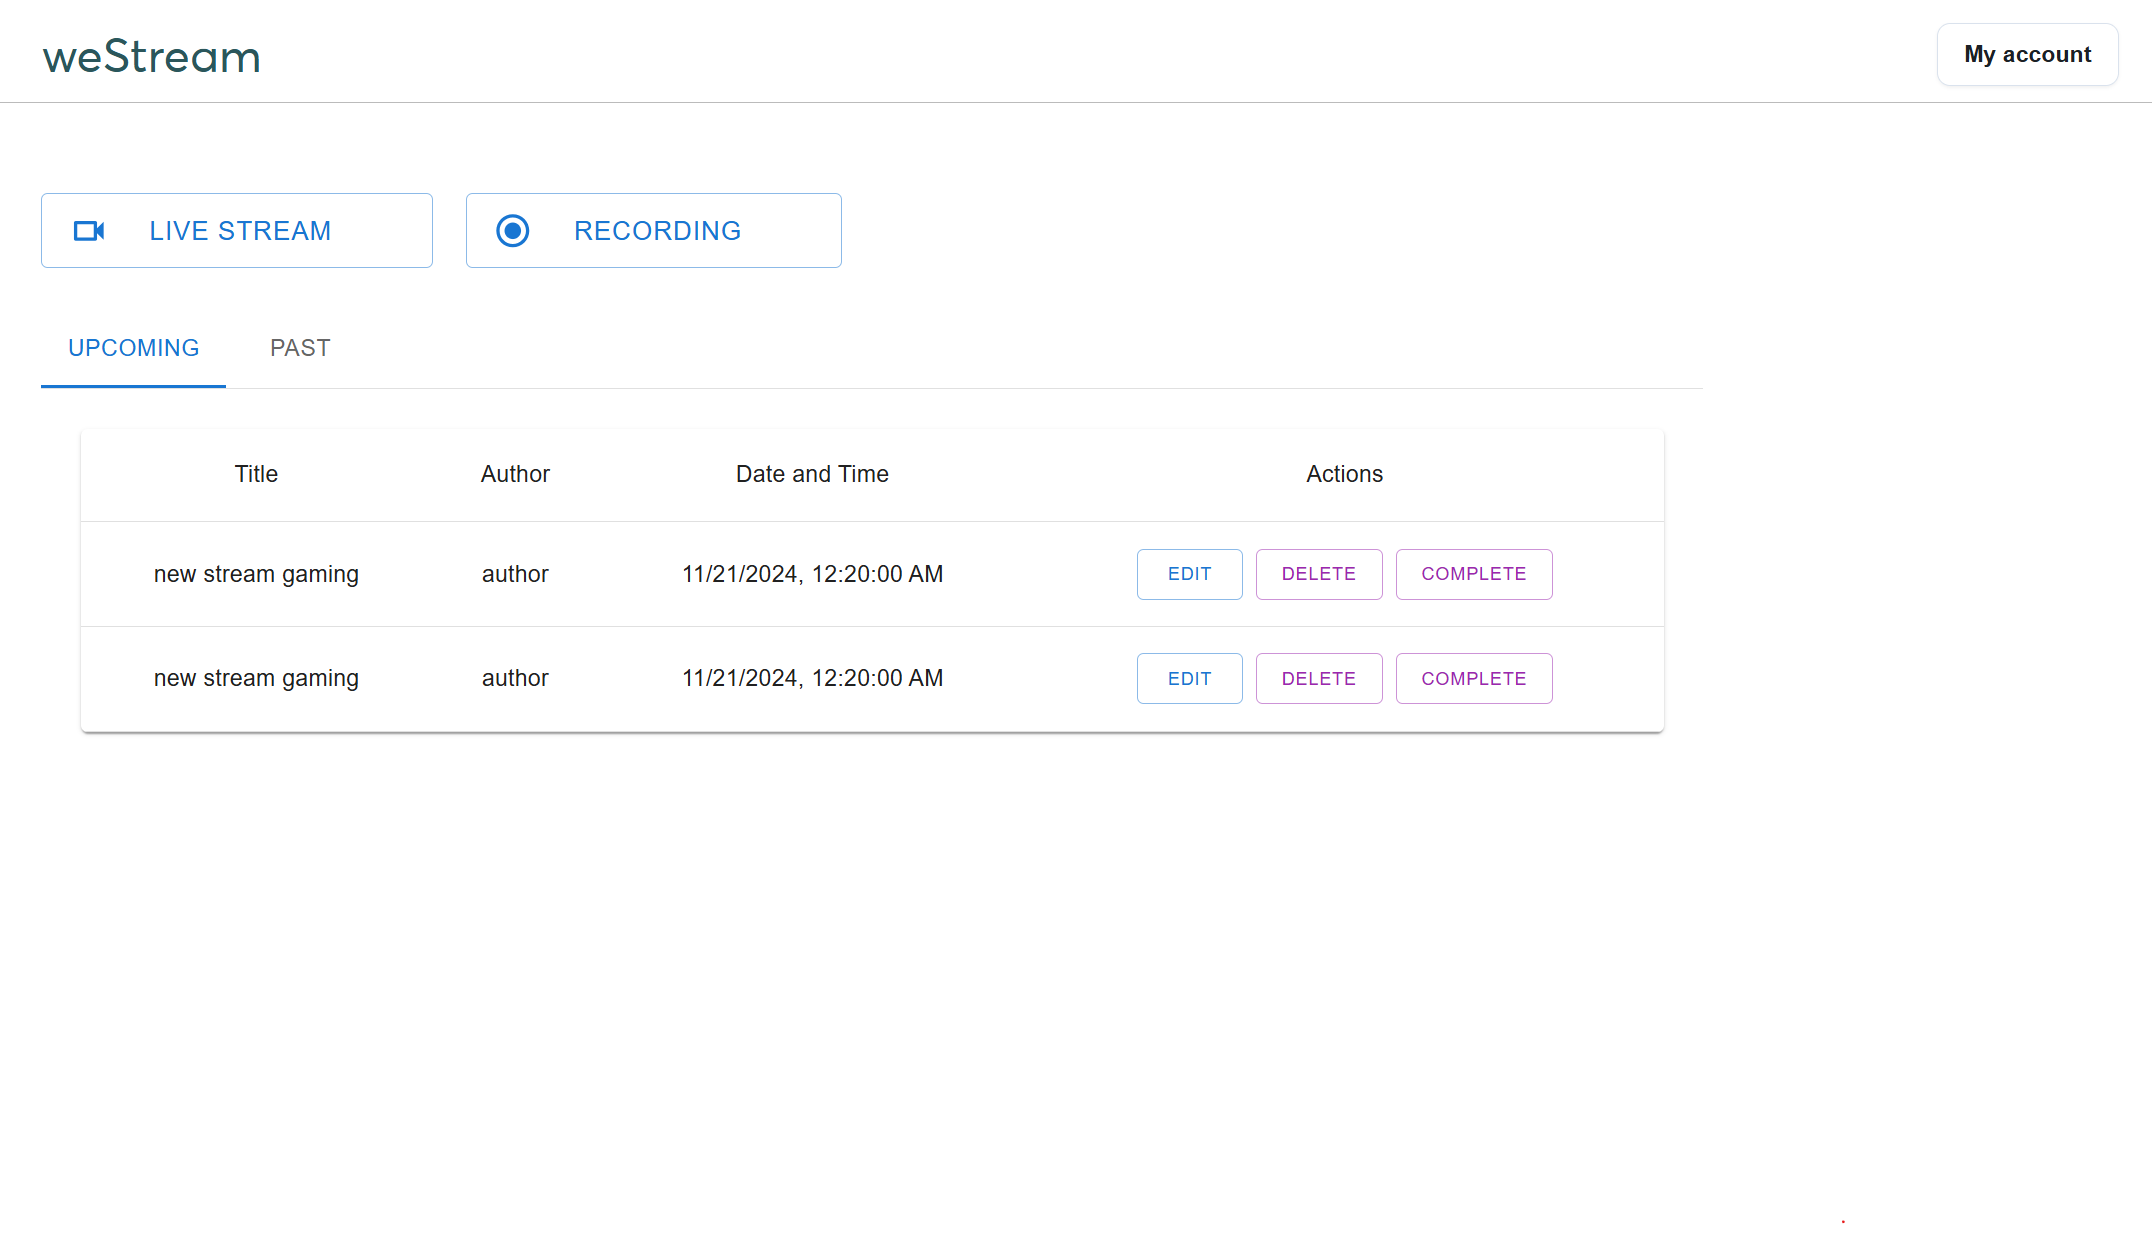 weStream
My account
LIVE STREAM
RECORDING
UPCOMING PAST
Title Author Date and Time Actions
new stream gaming author 11/21/2024, 12:20:00 AM EDIT DELETE COMPLETE
new stream gaming author 11/21/2024, 12:20:00 AM EDIT DELETE COMPLETE